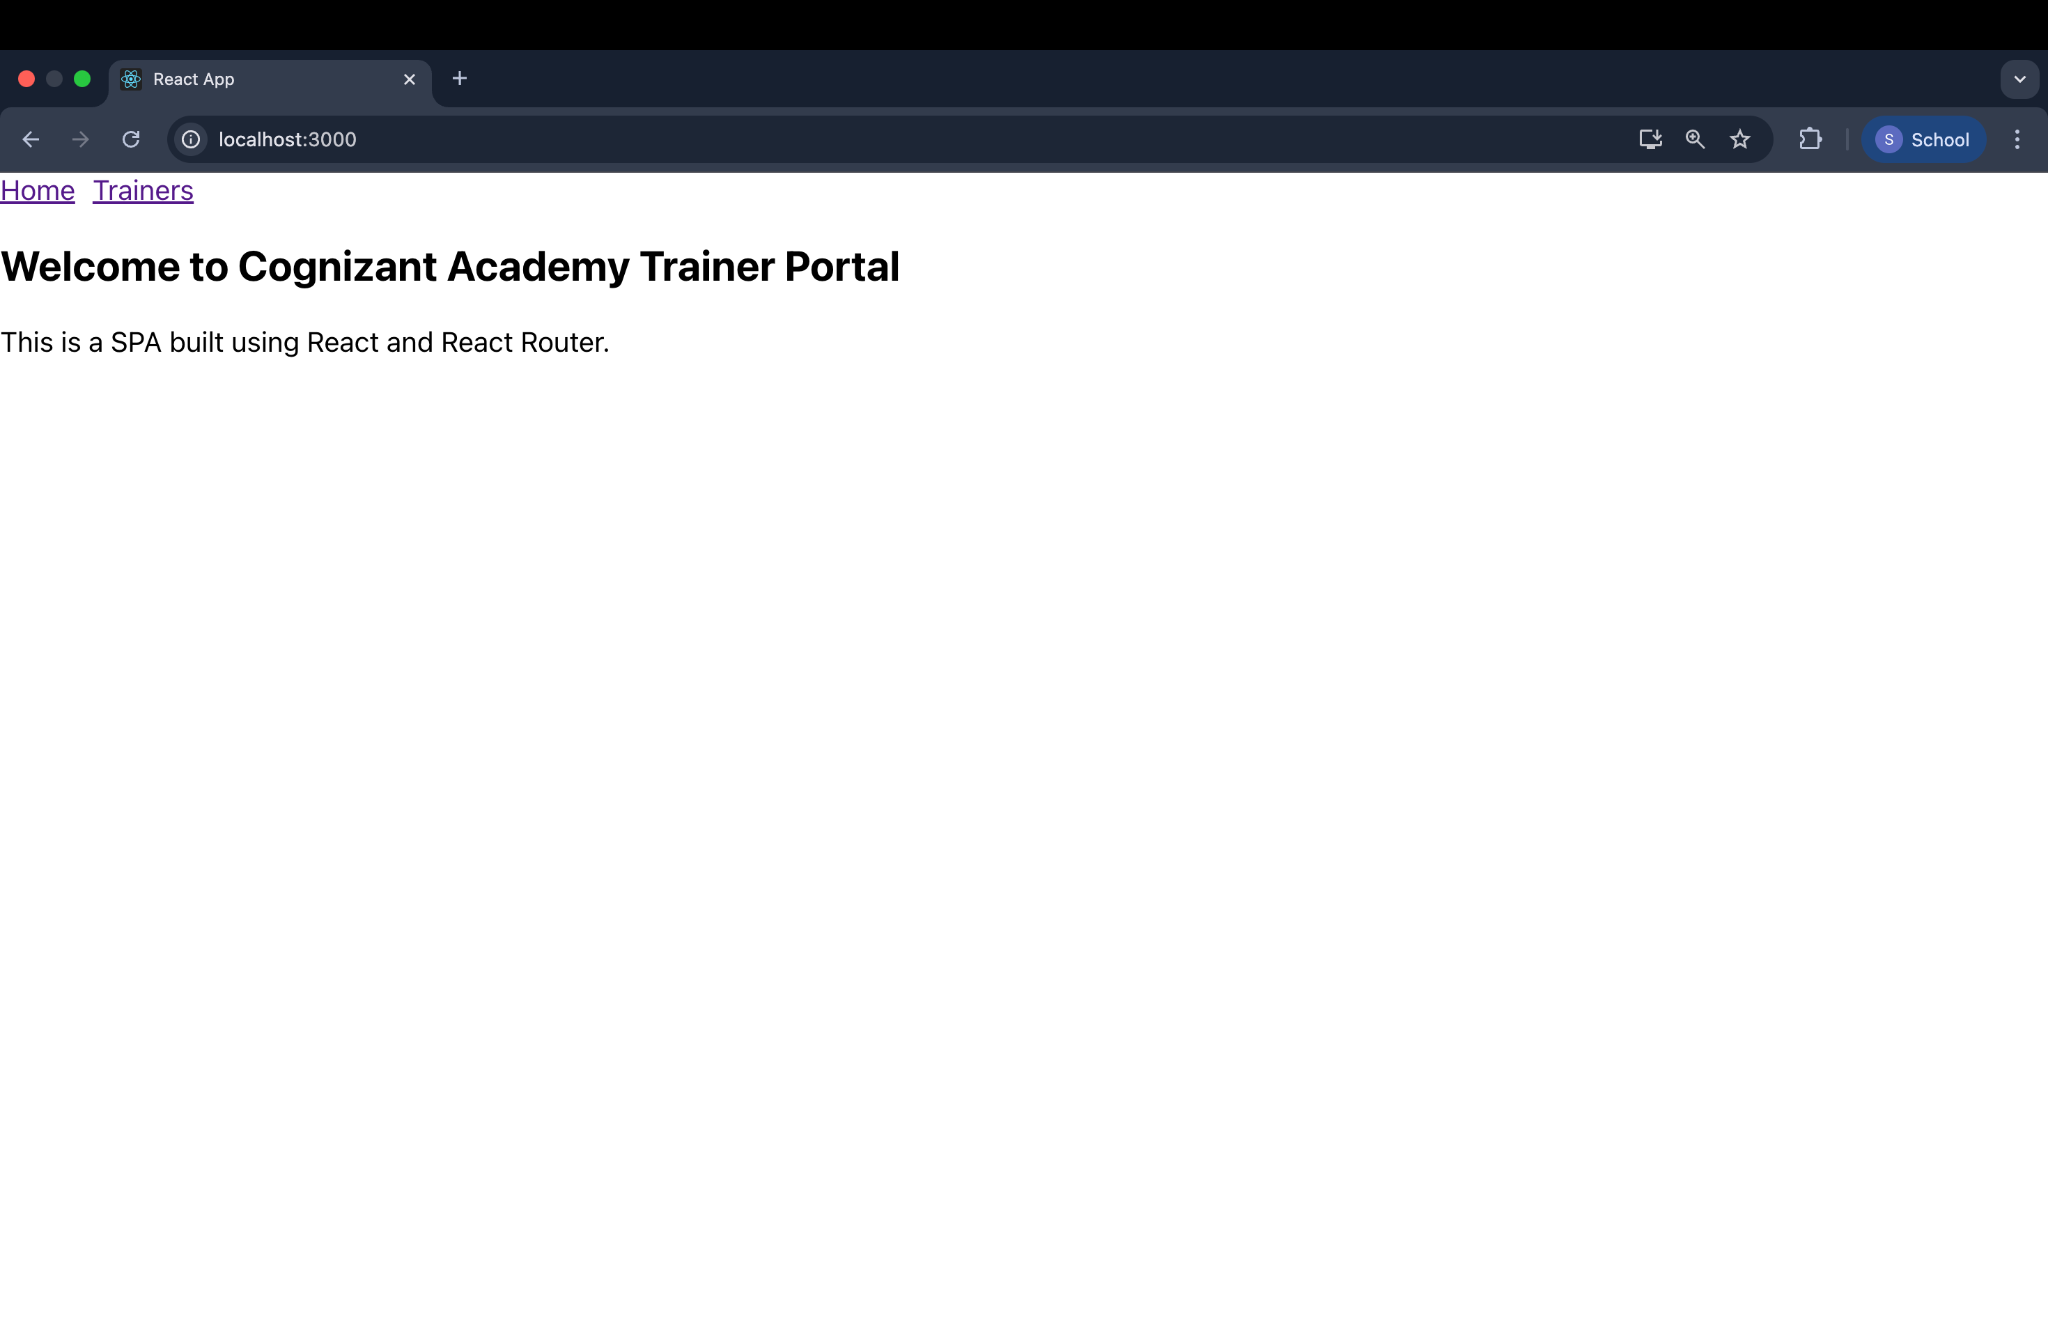 React App
localhost:3000
S School
Home Trainers
Welcome to Cognizant Academy Trainer Portal
This is a SPA built using React and React Router.